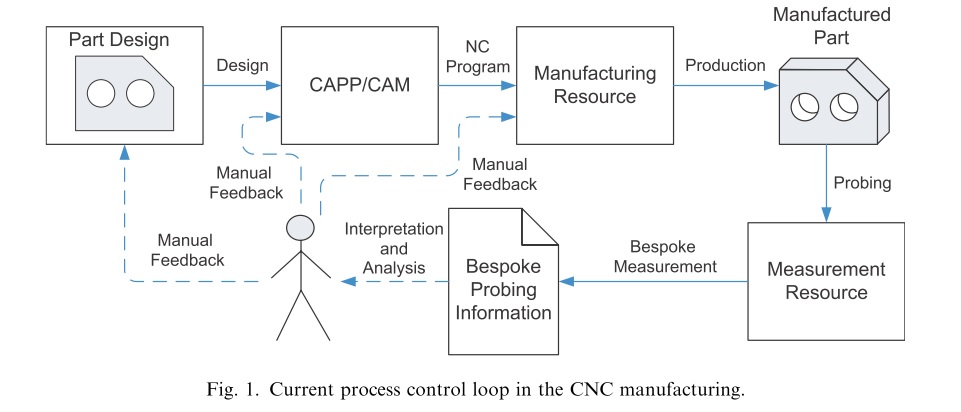 Part Design
Design
CAPP/CAM
NC
Program
Manufacturing
Resource
Production
Manufactured
Part
Probing
Measurement
Resource
Bespoke
Measurement
Bespoke
Probing
Information
Interpretation
and
Analysis
Manual
Feedback
Manual
Feedback
Manual
Feedback
Fig. 1. Current process control loop in the CNC manufacturing.